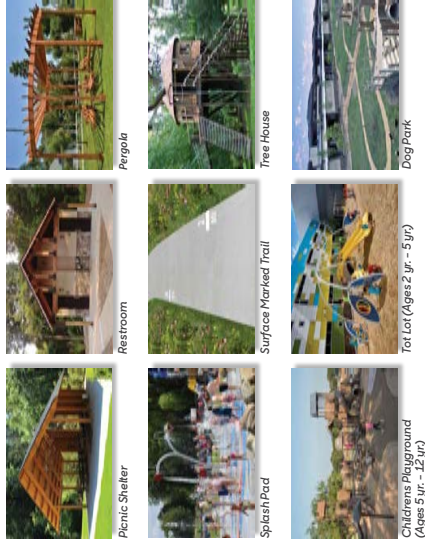 Picnic Shelter
Restroom
Pergola
Splash Pad
Surface Marked Trail
Tree House
Childrens Playground
(Ages 5 yr. – 12 yr.)
Tot Lot (Ages 2 yr. – 5 yr.)
Dog Park